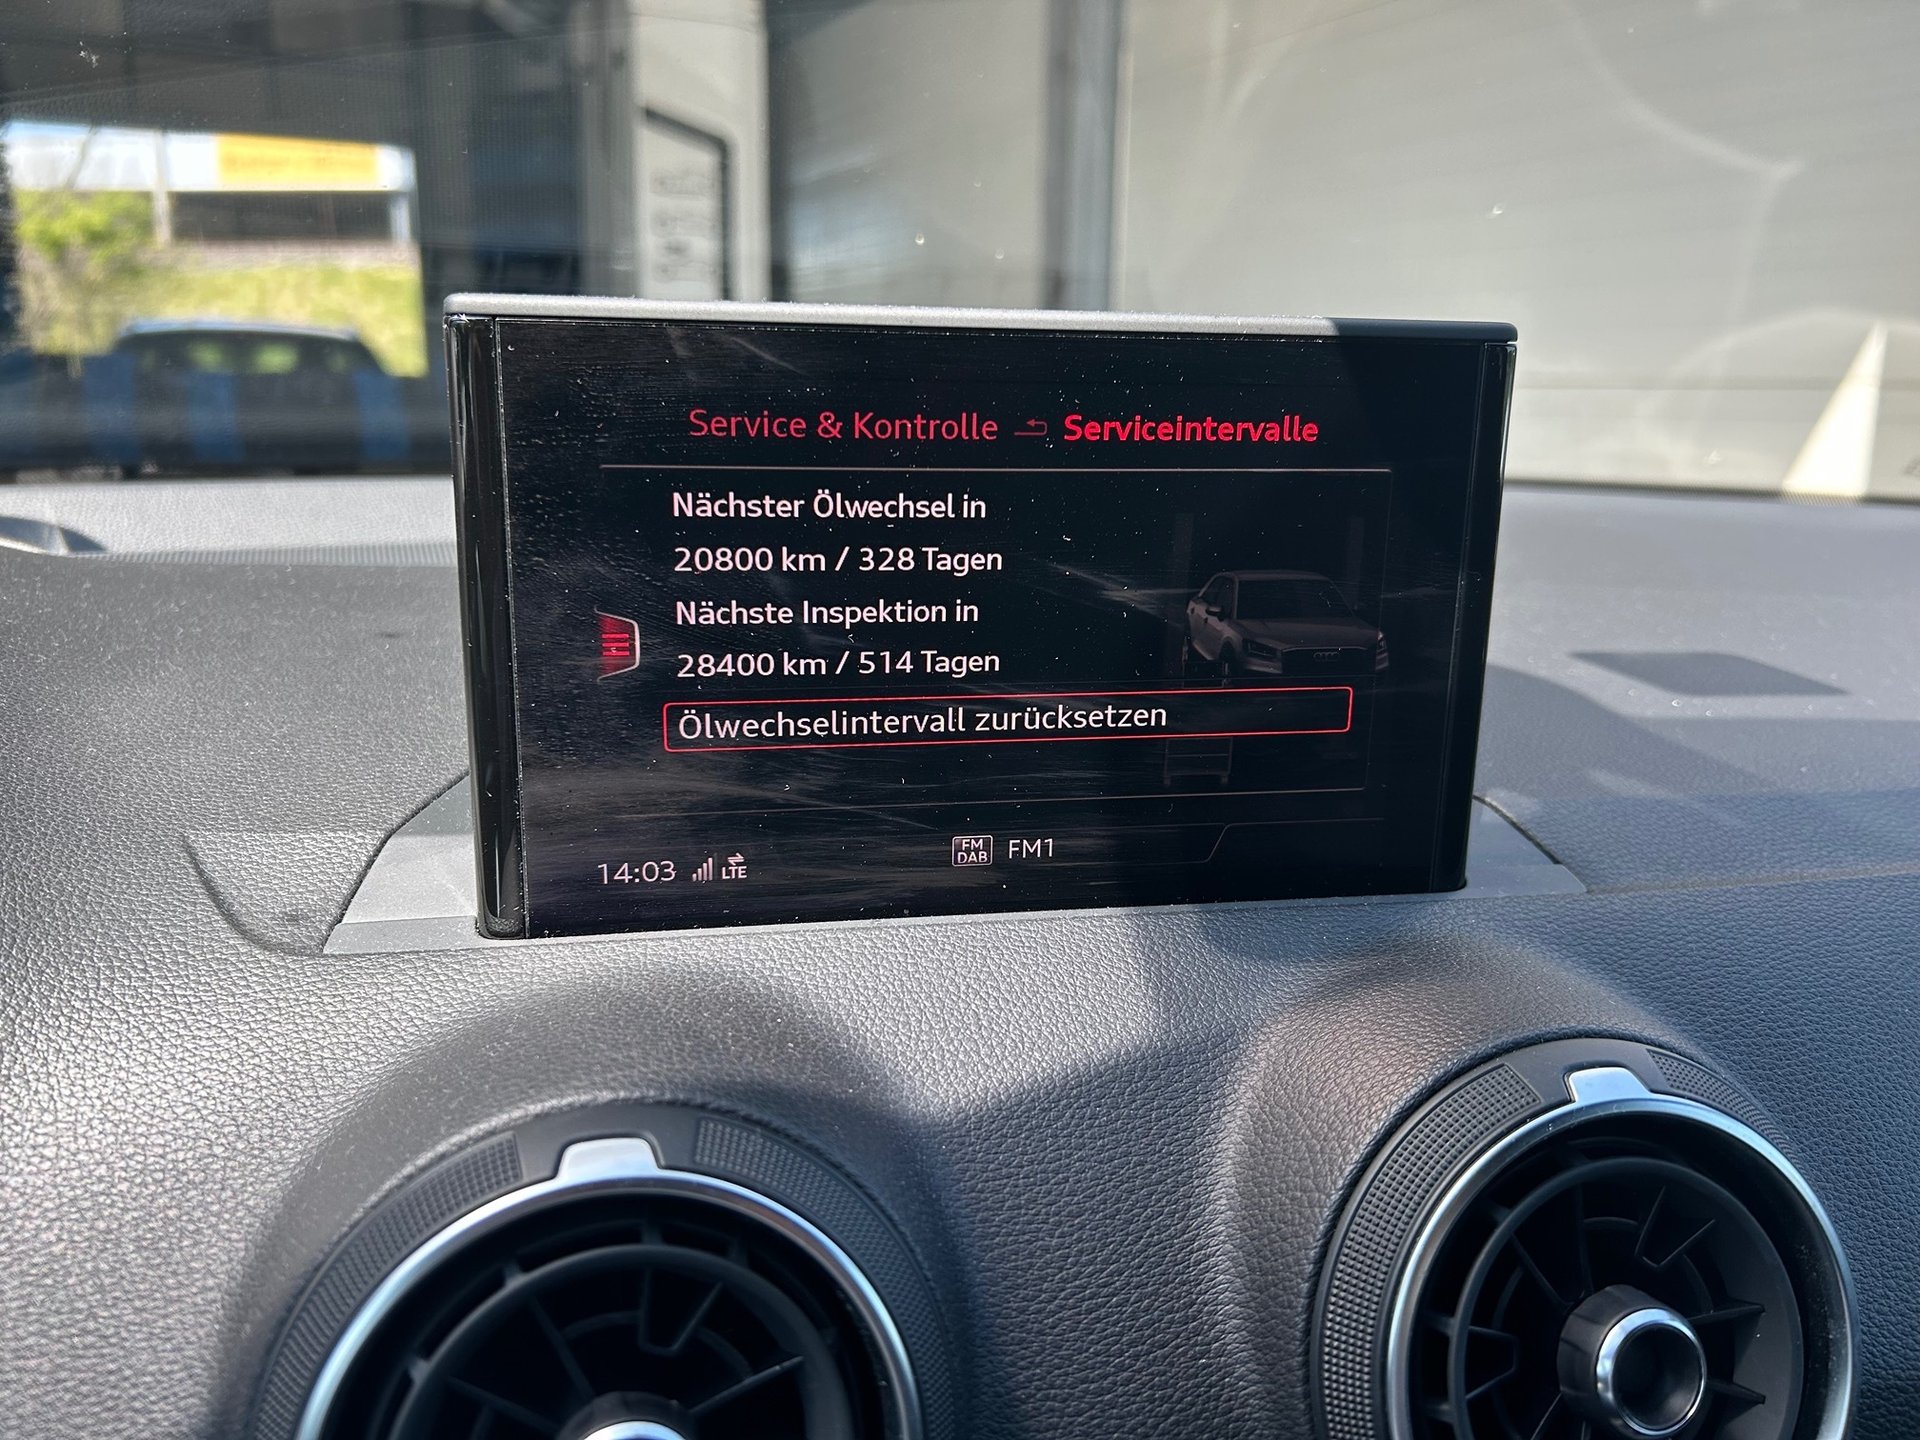 Service & Kontrolle Serviceintervalle
Nächster Ölwechsel in
20800 km / 328 Tagen
Nächste Inspektion in
28400 km / 514 Tagen
Ölwechselintervall zurücksetzen
14:03 LTE
FM DAB FM1